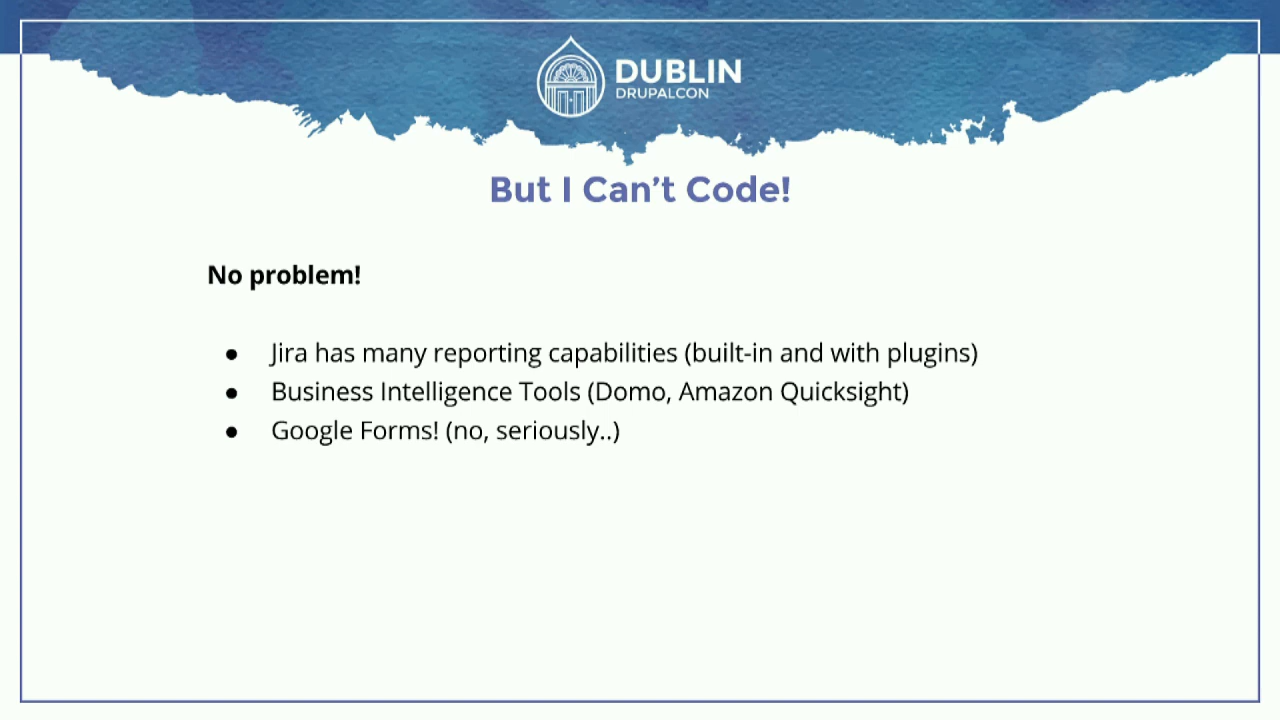 DUBLIN
DRUPALCON
But I Can’t Code!
No problem!
● Jira has many reporting capabilities (built-in and with plugins)
● Business Intelligence Tools (Domo, Amazon Quicksight)
● Google Forms! (no, seriously..)